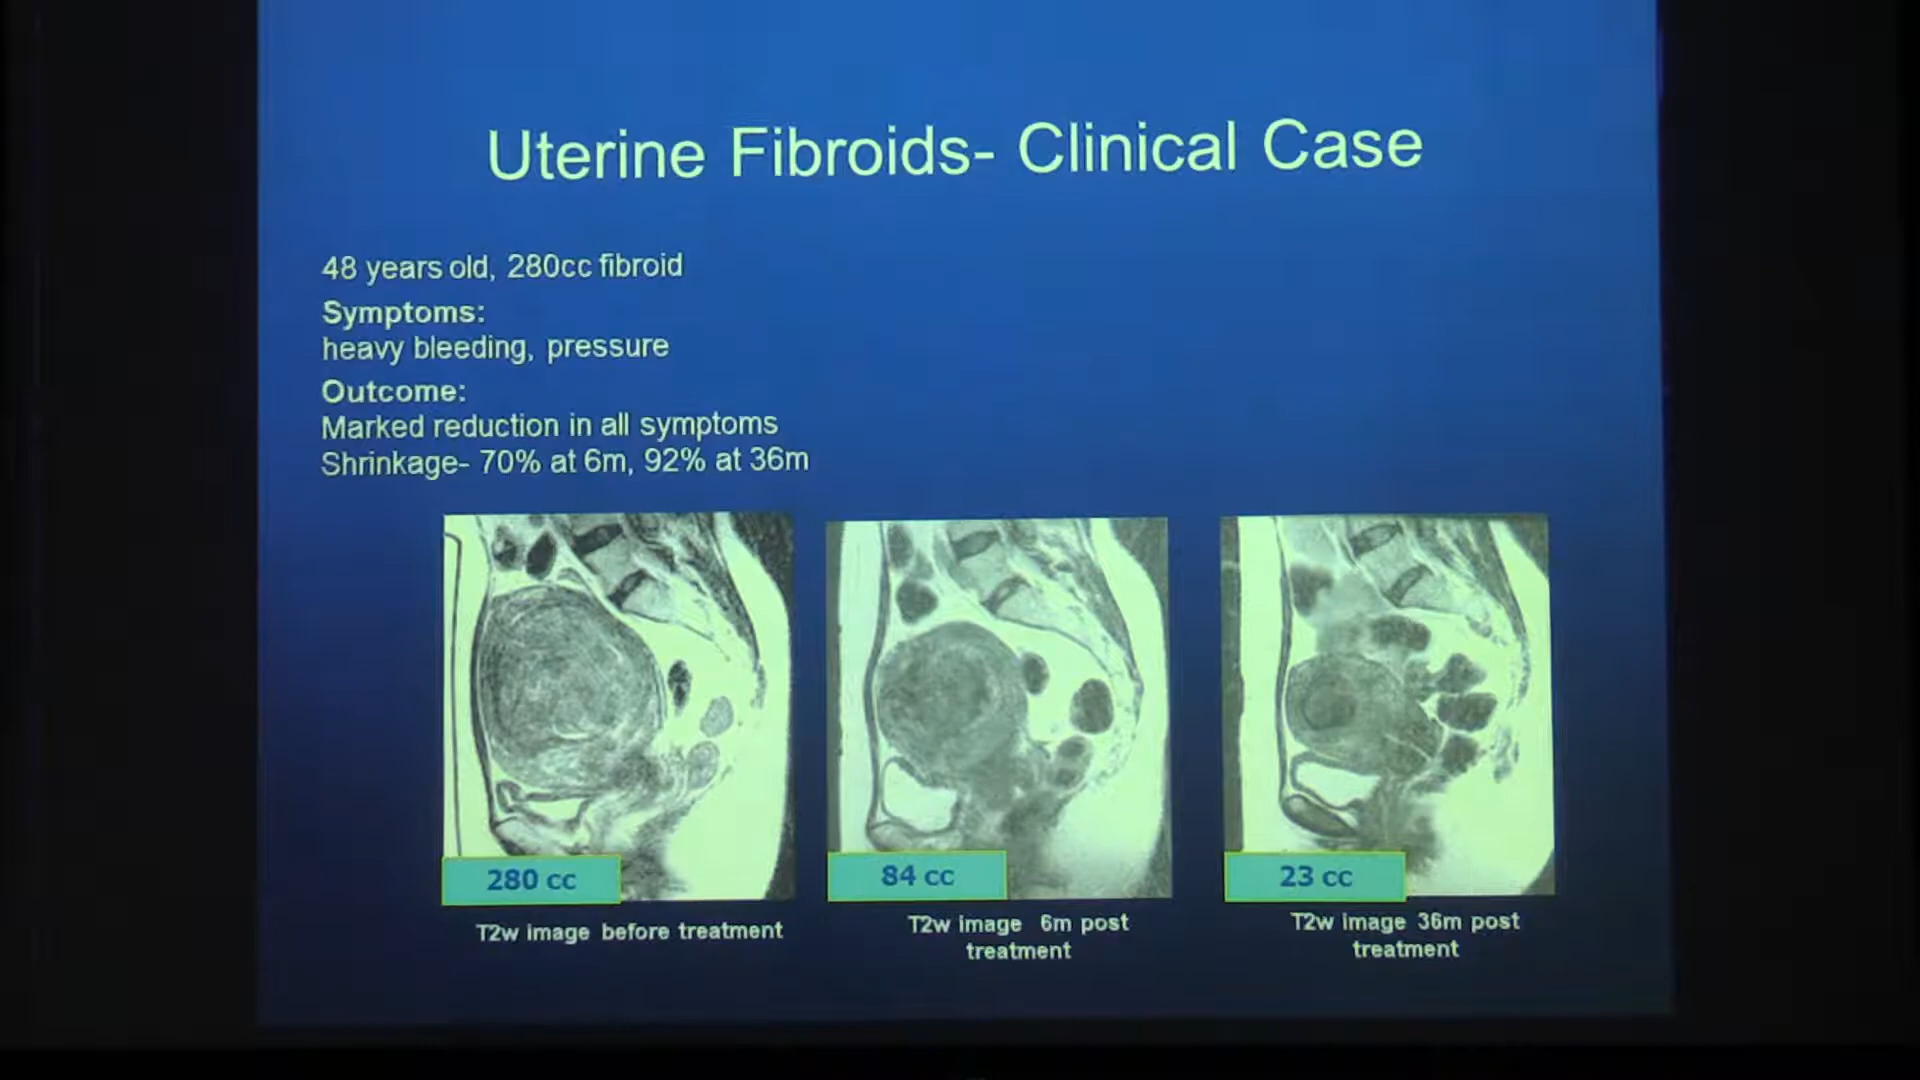 Uterine Fibroids- Clinical Case
48 years old, 280cc fibroid
Symptoms:
heavy bleeding, pressure
Outcome:
Marked reduction in all symptoms
Shrinkage- 70% at 6m, 92% at 36m
280 cc
T2w image before treatment
84 cc
T2w image 6m post
treatment
23 cc
T2w image 36m post
treatment